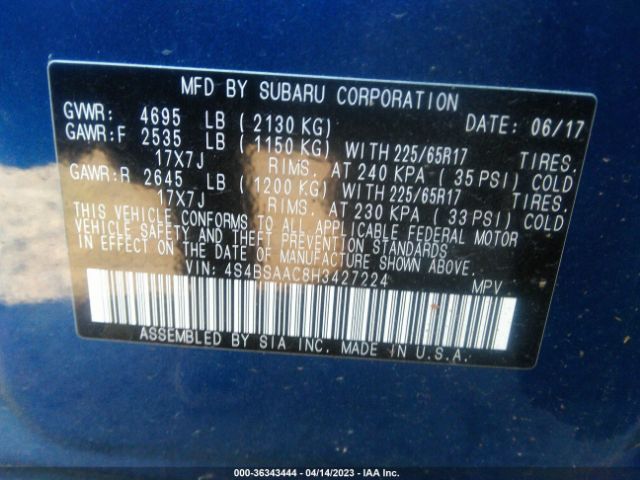 MFD BY SUBARU CORPORATION
GVWR: 4695 LB ( 2130 KG) DATE: 06/17
GAWR:F 2535 LB ( 1150 KG) WITH 225/65R17 TIRES,
17X7J RIMS, AT 240 KPA ( 35 PSI) COLD
GAWR:R 2645 LB ( 1200 KG) WITH 225/65R17 TIRES,
17X7J RIMS, AT 230 KPA ( 33 PSI) COLD
THIS VEHICLE CONFORMS TO ALL APPLICABLE FEDERAL MOTOR
VEHICLE SAFETY AND THEFT PREVENTION STANDARDS
IN EFFECT ON THE DATE OF MANUFACTURE SHOWN ABOVE.
VIN: 4S4BSAAC8H3427224 MPV
ASSEMBLED BY SIA INC. MADE IN U.S.A.
000-36343444 - 04/14/2023 - IAA Inc.